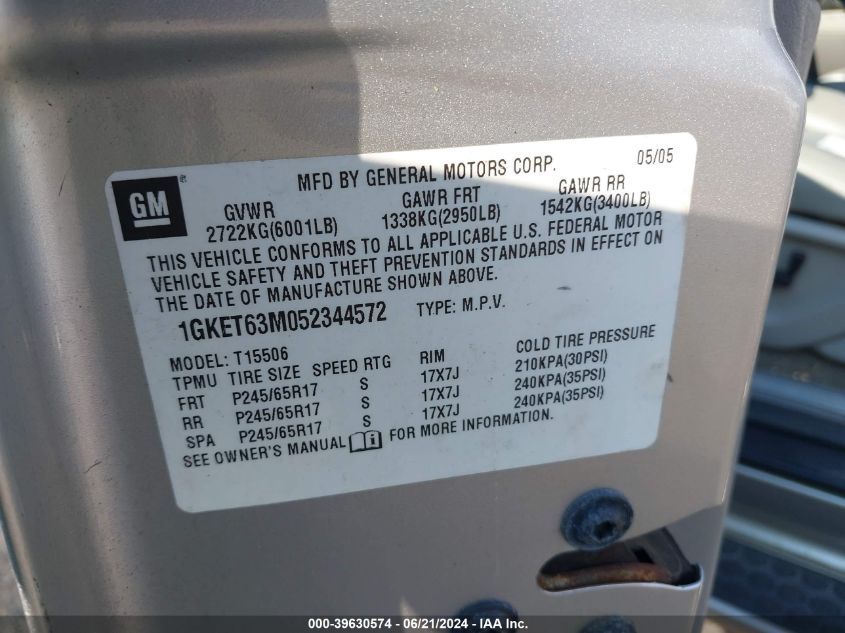 MFD BY GENERAL MOTORS CORP. 05/05
GM®
GVWR GAWR FRT GAWR RR
2722KG(6001LB) 1338KG(2950LB) 1542KG(3400LB)
THIS VEHICLE CONFORMS TO ALL APPLICABLE U.S. FEDERAL MOTOR
VEHICLE SAFETY AND THEFT PREVENTION STANDARDS IN EFFECT ON
THE DATE OF MANUFACTURE SHOWN ABOVE.
1GKET63M052344572 TYPE: M.P.V.
MODEL: T15506
TPMU TIRE SIZE SPEED RTG RIM COLD TIRE PRESSURE
FRT P245/65R17 S 17X7J 210KPA(30PSI)
RR P245/65R17 S 17X7J 240KPA(35PSI)
SPA P245/65R17 S 17X7J 240KPA(35PSI)
SEE OWNER'S MANUAL FOR MORE INFORMATION.
000-39630574 / 06/21/2024 / IAA Inc.